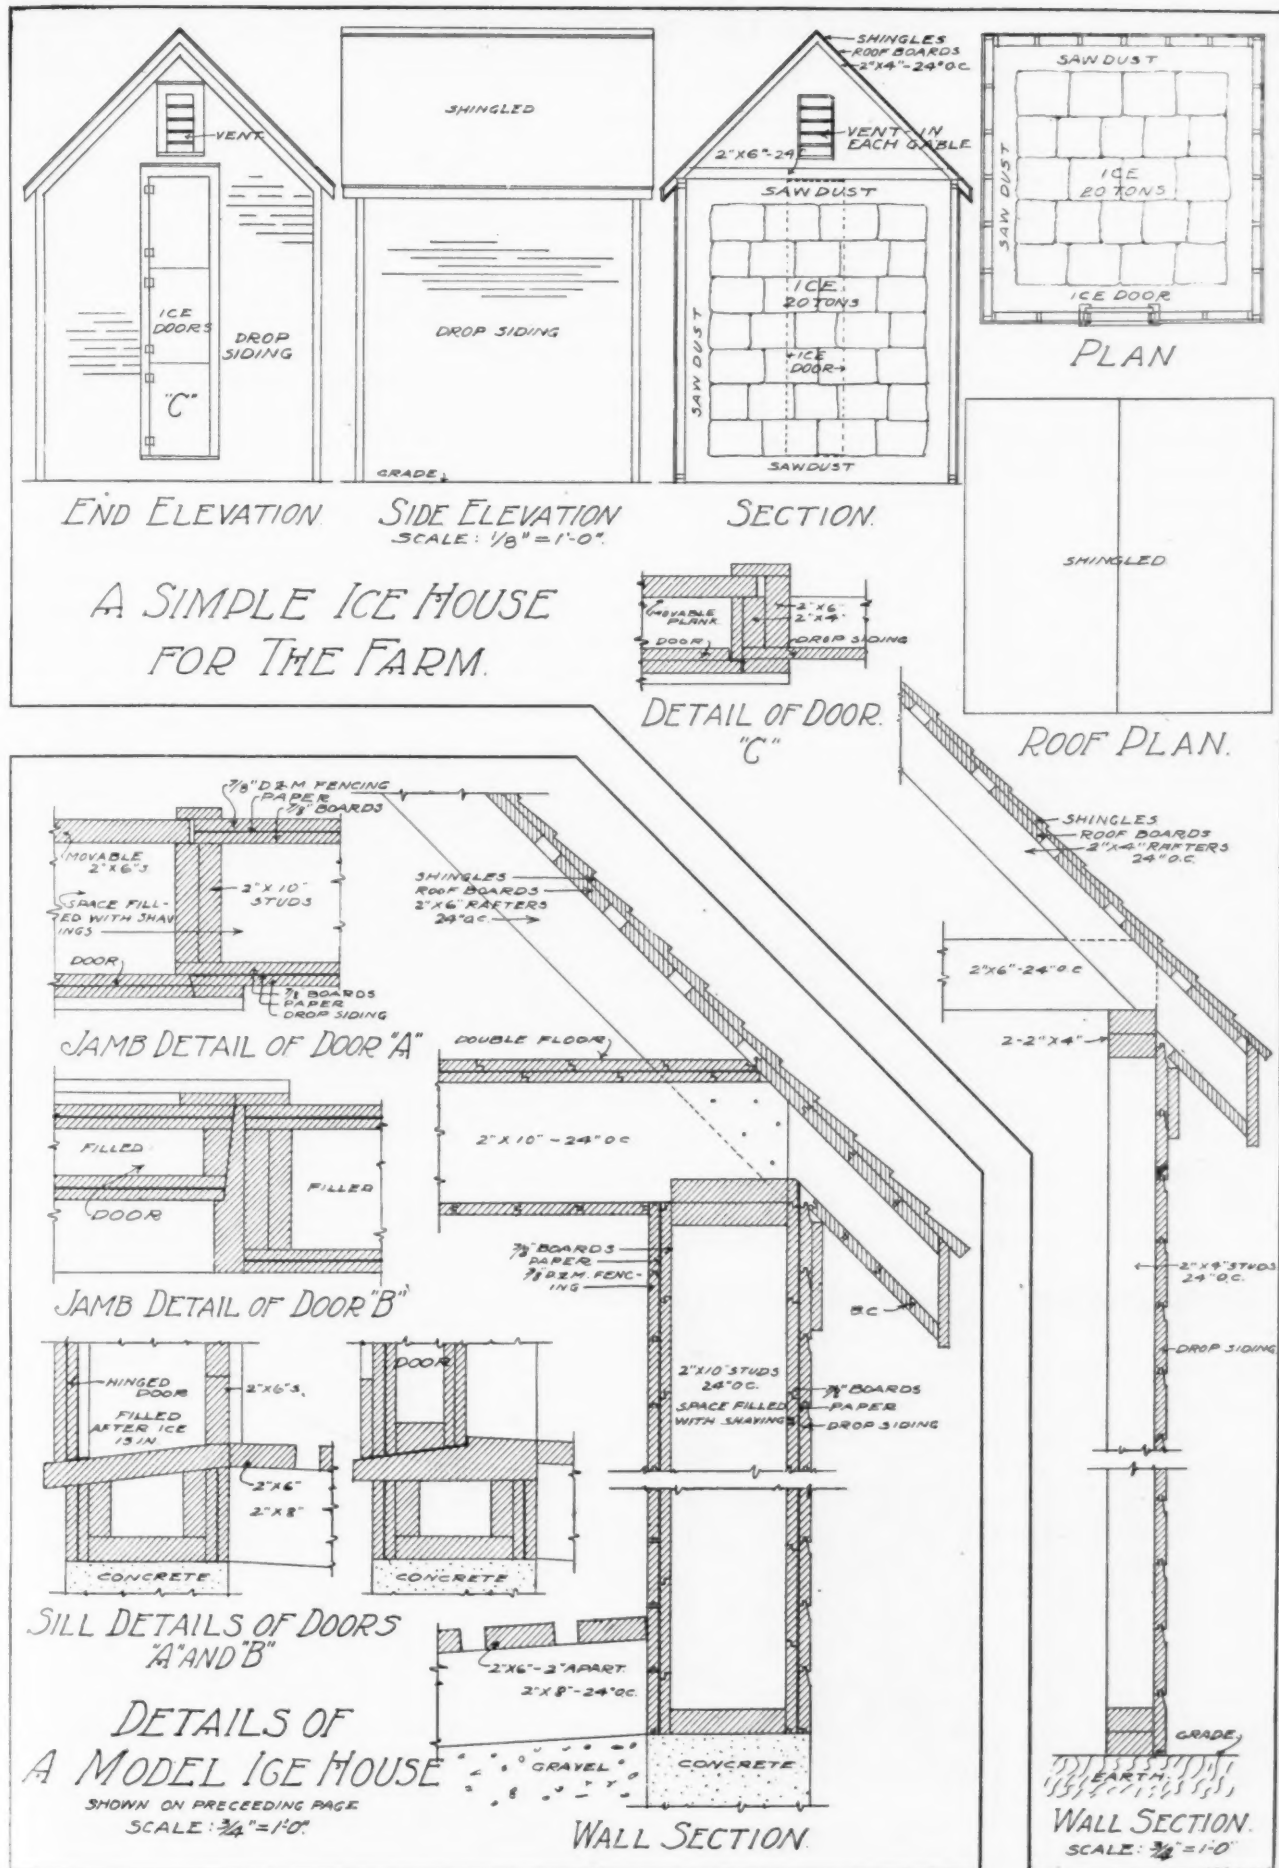 VENT
ICE
DOORS
DROP
SIDING
"C"
END ELEVATION.
SHINGLED
DROP SIDING
GRADE
SIDE ELEVATION
SCALE: 1/8" = 1'-0".
SHINGLES
ROOF BOARDS
2"X4"-24"O.C.
VENT-IN
EACH GABLE
2"X6"-24"
SAWDUST
SAW DUST
ICE
20 TONS
ICE
DOOR
SAWDUST
SECTION.
SAWDUST
SAW DUST
ICE
20 TONS
ICE DOOR
PLAN
SHINGLED
ROOF PLAN.
A SIMPLE ICE HOUSE
FOR THE FARM.
MOVABLE
PLANK
2"X6"
2"X4"
DOOR
DROP SIDING
DETAIL OF DOOR.
"C"
SHINGLES
ROOF BOARDS
2"X4" RAFTERS
24"O.C.
2"X6"-24"O.C
2-2"X4"
2"X4" STUDS
24"O.C.
DROP SIDING
GRADE
EARTH
WALL SECTION.
SCALE: 3/4" = 1'-0"
7/8" D&M. FENCING
PAPER
7/8" BOARDS
MOVABLE
2"X6"S.
SPACE FILL-
ED WITH SHAV
INGS
2"X10"
STUDS
DOOR
7/8 BOARDS
PAPER
DROP SIDING
JAMB DETAIL OF DOOR "A"
FILLED
DOOR
FILLED
JAMB DETAIL OF DOOR "B"
HINGED
DOOR
FILLED
AFTER ICE
IS IN
2"X6"S.
2"X6"
2"X8"
CONCRETE
DOOR
CONCRETE
SILL DETAILS OF DOORS
"A" AND "B"
SHINGLES
ROOF BOARDS
2"X6" RAFTERS
24"O.C.
DOUBLE FLOOR
2"X10"-24"O.C
7/8" BOARDS
PAPER
7/8" D&M. FENC-
ING
B.C
2"X10" STUDS
24"O.C.
SPACE FILLED
WITH SHAVING
7/8" BOARDS
PAPER
DROP SIDING
2"X6"-2" APART.
2"X8"-24"O.C.
GRAVEL
CONCRETE
WALL SECTION.
DETAILS OF
A MODEL ICE HOUSE
SHOWN ON PRECEEDING PAGE
SCALE: 3/4" = 1'-0".